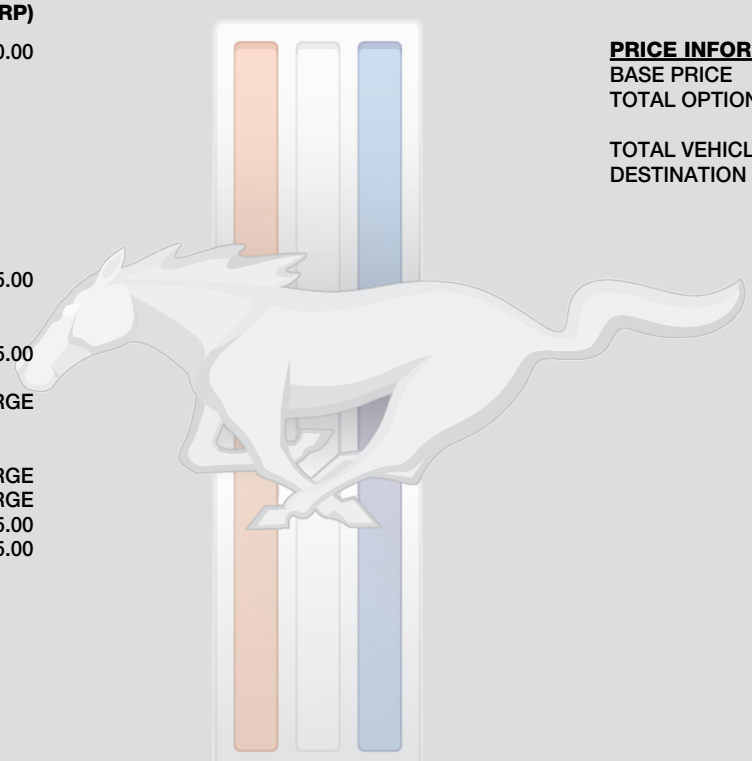 RP)
0.00
5.00
5.00
RGE
RGE
RGE
5.00
5.00
PRICE INFOR
BASE PRICE
TOTAL OPTION
TOTAL VEHICL
DESTINATION